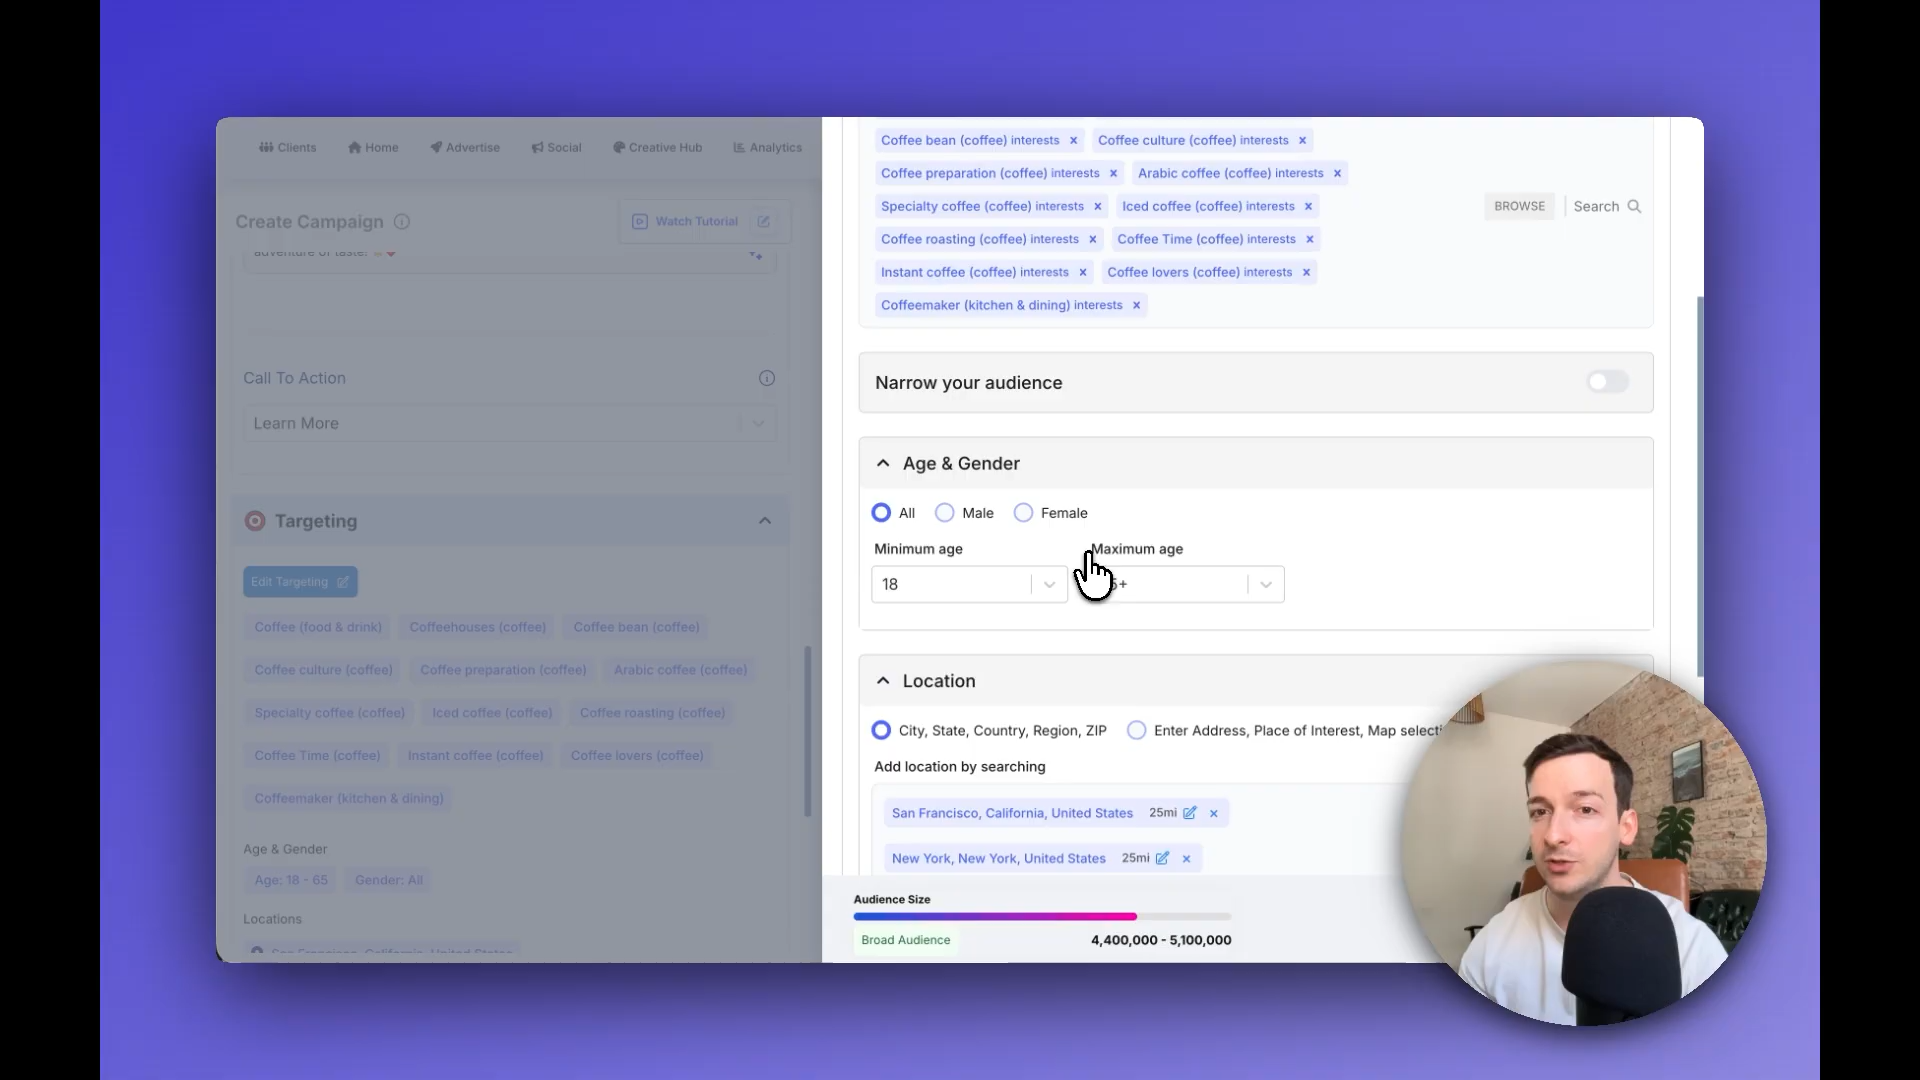 Clients Home Advertise Social Creative Hub Analytics
Create Campaign
Watch Tutorial
adventure of taste!
Call To Action
Learn More
Targeting
Edit Targeting
Coffee (food & drink) Coffeehouses (coffee) Coffee bean (coffee)
Coffee culture (coffee) Coffee preparation (coffee) Arabic coffee (coffee)
Specialty coffee (coffee) Iced coffee (coffee) Coffee roasting (coffee)
Coffee Time (coffee) Instant coffee (coffee) Coffee lovers (coffee)
Coffeemaker (kitchen & dining)
Age & Gender
Age: 18 - 65 Gender: All
Locations
San Francisco, California, United States
Coffee bean (coffee) interests × Coffee culture (coffee) interests ×
Coffee preparation (coffee) interests × Arabic coffee (coffee) interests ×
Specialty coffee (coffee) interests × Iced coffee (coffee) interests ×
Coffee roasting (coffee) interests × Coffee Time (coffee) interests ×
Instant coffee (coffee) interests × Coffee lovers (coffee) interests ×
Coffeemaker (kitchen & dining) interests ×
BROWSE Search
Narrow your audience
Age & Gender
All Male Female
Minimum age Maximum age
18 5+
Location
City, State, Country, Region, ZIP Enter Address, Place of Interest, Map selecti
Add location by searching
San Francisco, California, United States 25mi ×
New York, New York, United States 25mi ×
Audience Size
Broad Audience 4,400,000 - 5,100,000